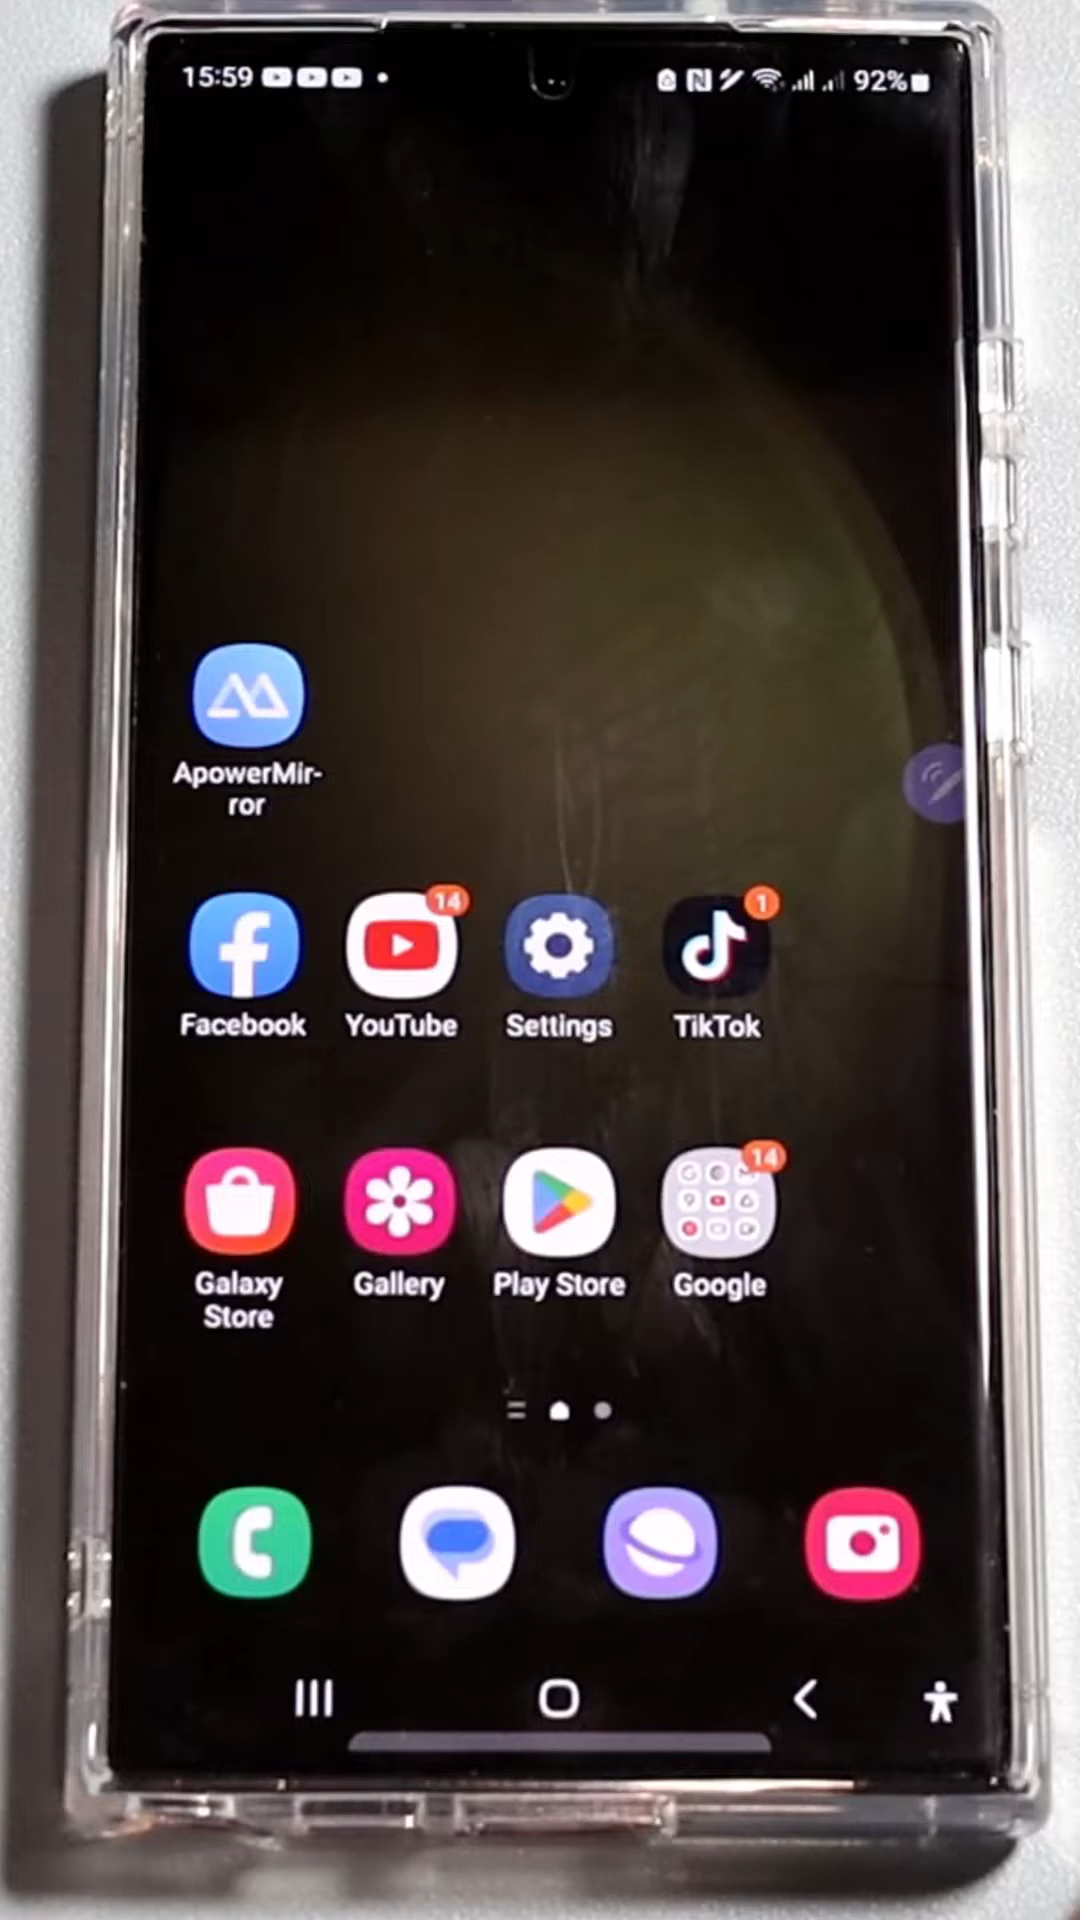 15:59 92%
ApowerMir-
ror
14
1
Facebook YouTube Settings TikTok
14
Galaxy
Store
Gallery Play Store Google